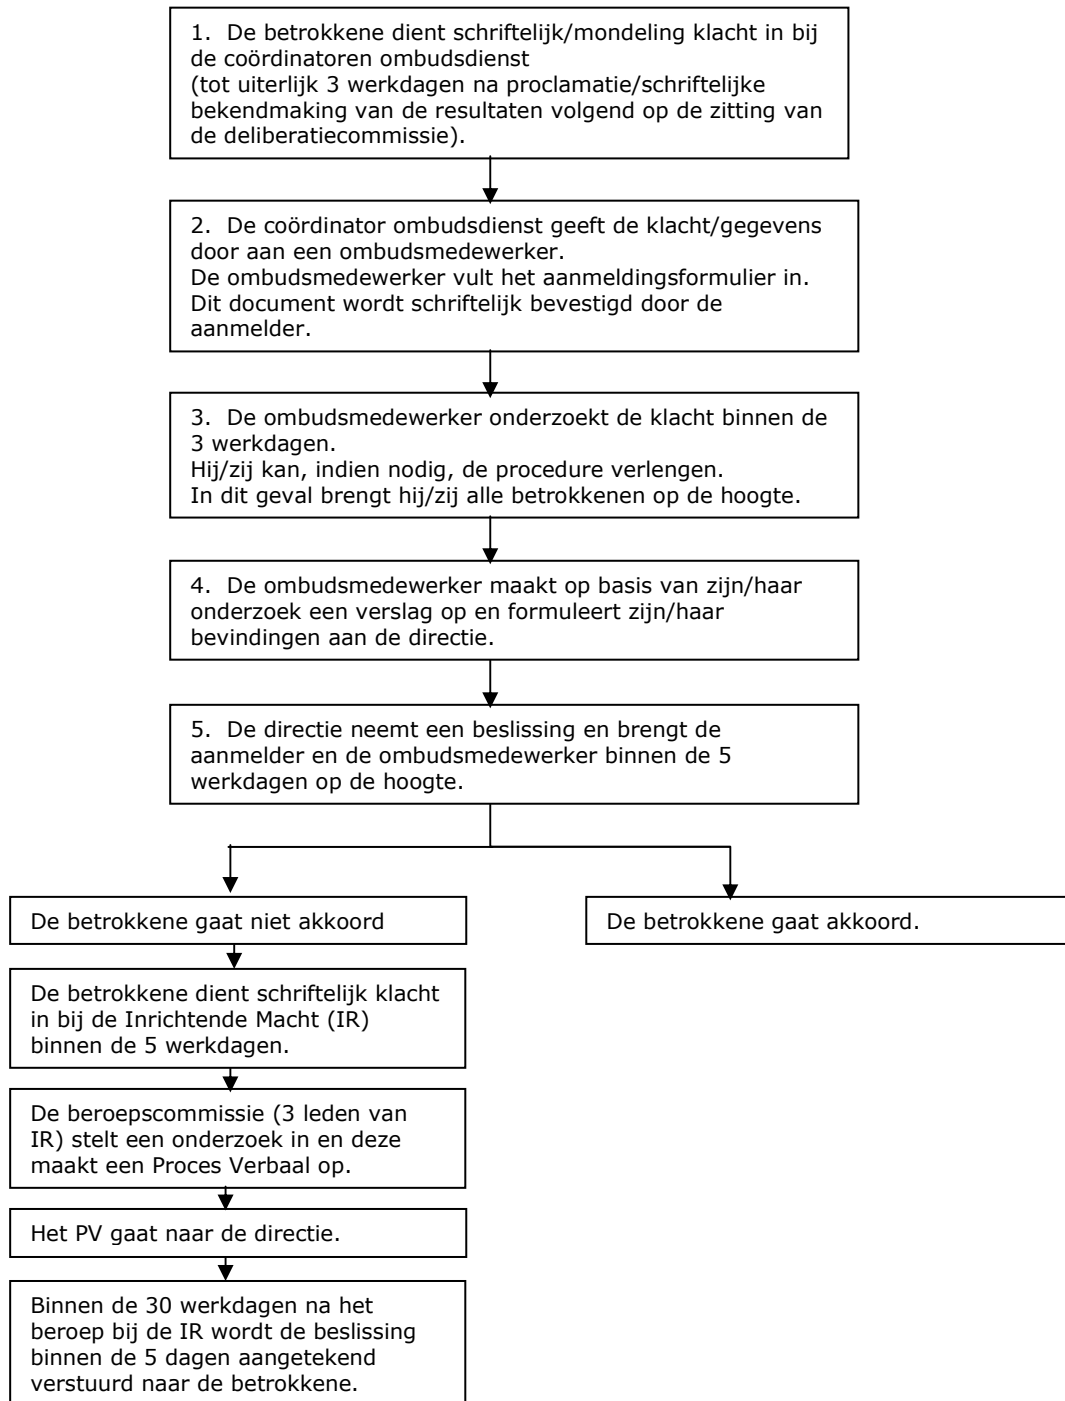 1. De betrokkene dient schriftelijk/mondeling klacht in bij
de coördinatoren ombudsdienst
(tot uiterlijk 3 werkdagen na proclamatie/schriftelijke
bekendmaking van de resultaten volgend op de zitting van
de deliberatiecommissie).
2. De coördinator ombudsdienst geeft de klacht/gegevens
door aan een ombudsmedewerker.
De ombudsmedewerker vult het aanmeldingsformulier in.
Dit document wordt schriftelijk bevestigd door de
aanmelder.
3. De ombudsmedewerker onderzoekt de klacht binnen de
3 werkdagen.
Hij/zij kan, indien nodig, de procedure verlengen.
In dit geval brengt hij/zij alle betrokkenen op de hoogte.
4. De ombudsmedewerker maakt op basis van zijn/haar
onderzoek een verslag op en formuleert zijn/haar
bevindingen aan de directie.
5. De directie neemt een beslissing en brengt de
aanmelder en de ombudsmedewerker binnen de 5
werkdagen op de hoogte.
De betrokkene gaat niet akkoord
De betrokkene gaat akkoord.
De betrokkene dient schriftelijk klacht
in bij de Inrichtende Macht (IR)
binnen de 5 werkdagen.
De beroepscommissie (3 leden van
IR) stelt een onderzoek in en deze
maakt een Proces Verbaal op.
Het PV gaat naar de directie.
Binnen de 30 werkdagen na het
beroep bij de IR wordt de beslissing
binnen de 5 dagen aangetekend
verstuurd naar de betrokkene.